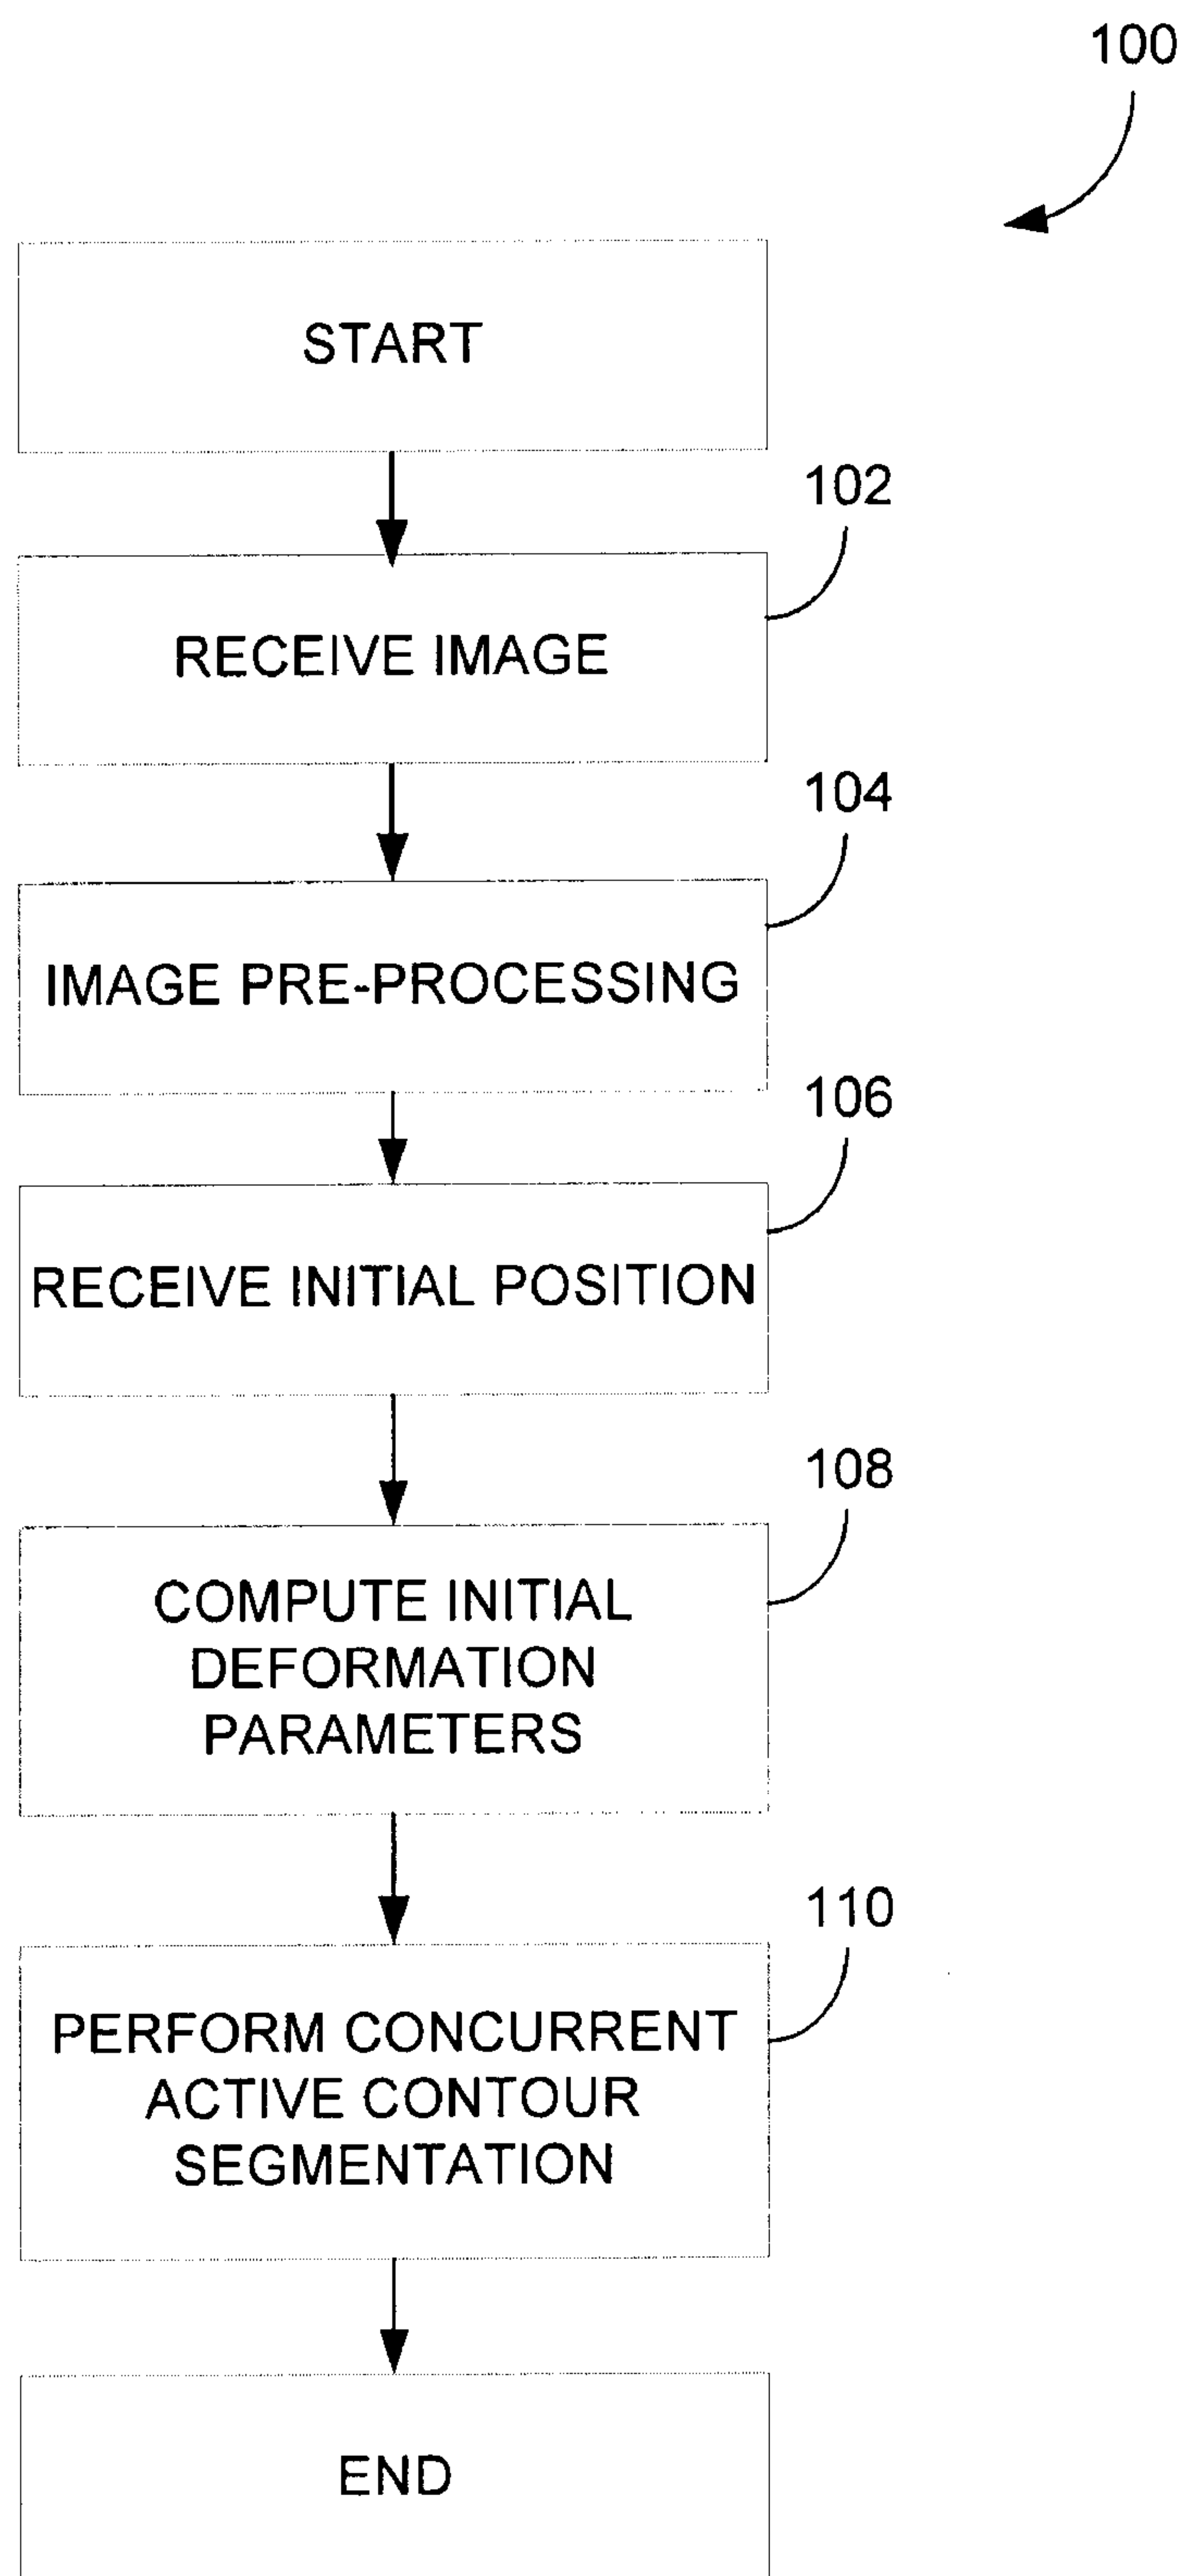 100
START
102
RECEIVE IMAGE
104
IMAGE PRE-PROCESSING
106
RECEIVE INITIAL POSITION
108
COMPUTE INITIAL
DEFORMATION
PARAMETERS
110
PERFORM CONCURRENT
ACTIVE CONTOUR
SEGMENTATION
END